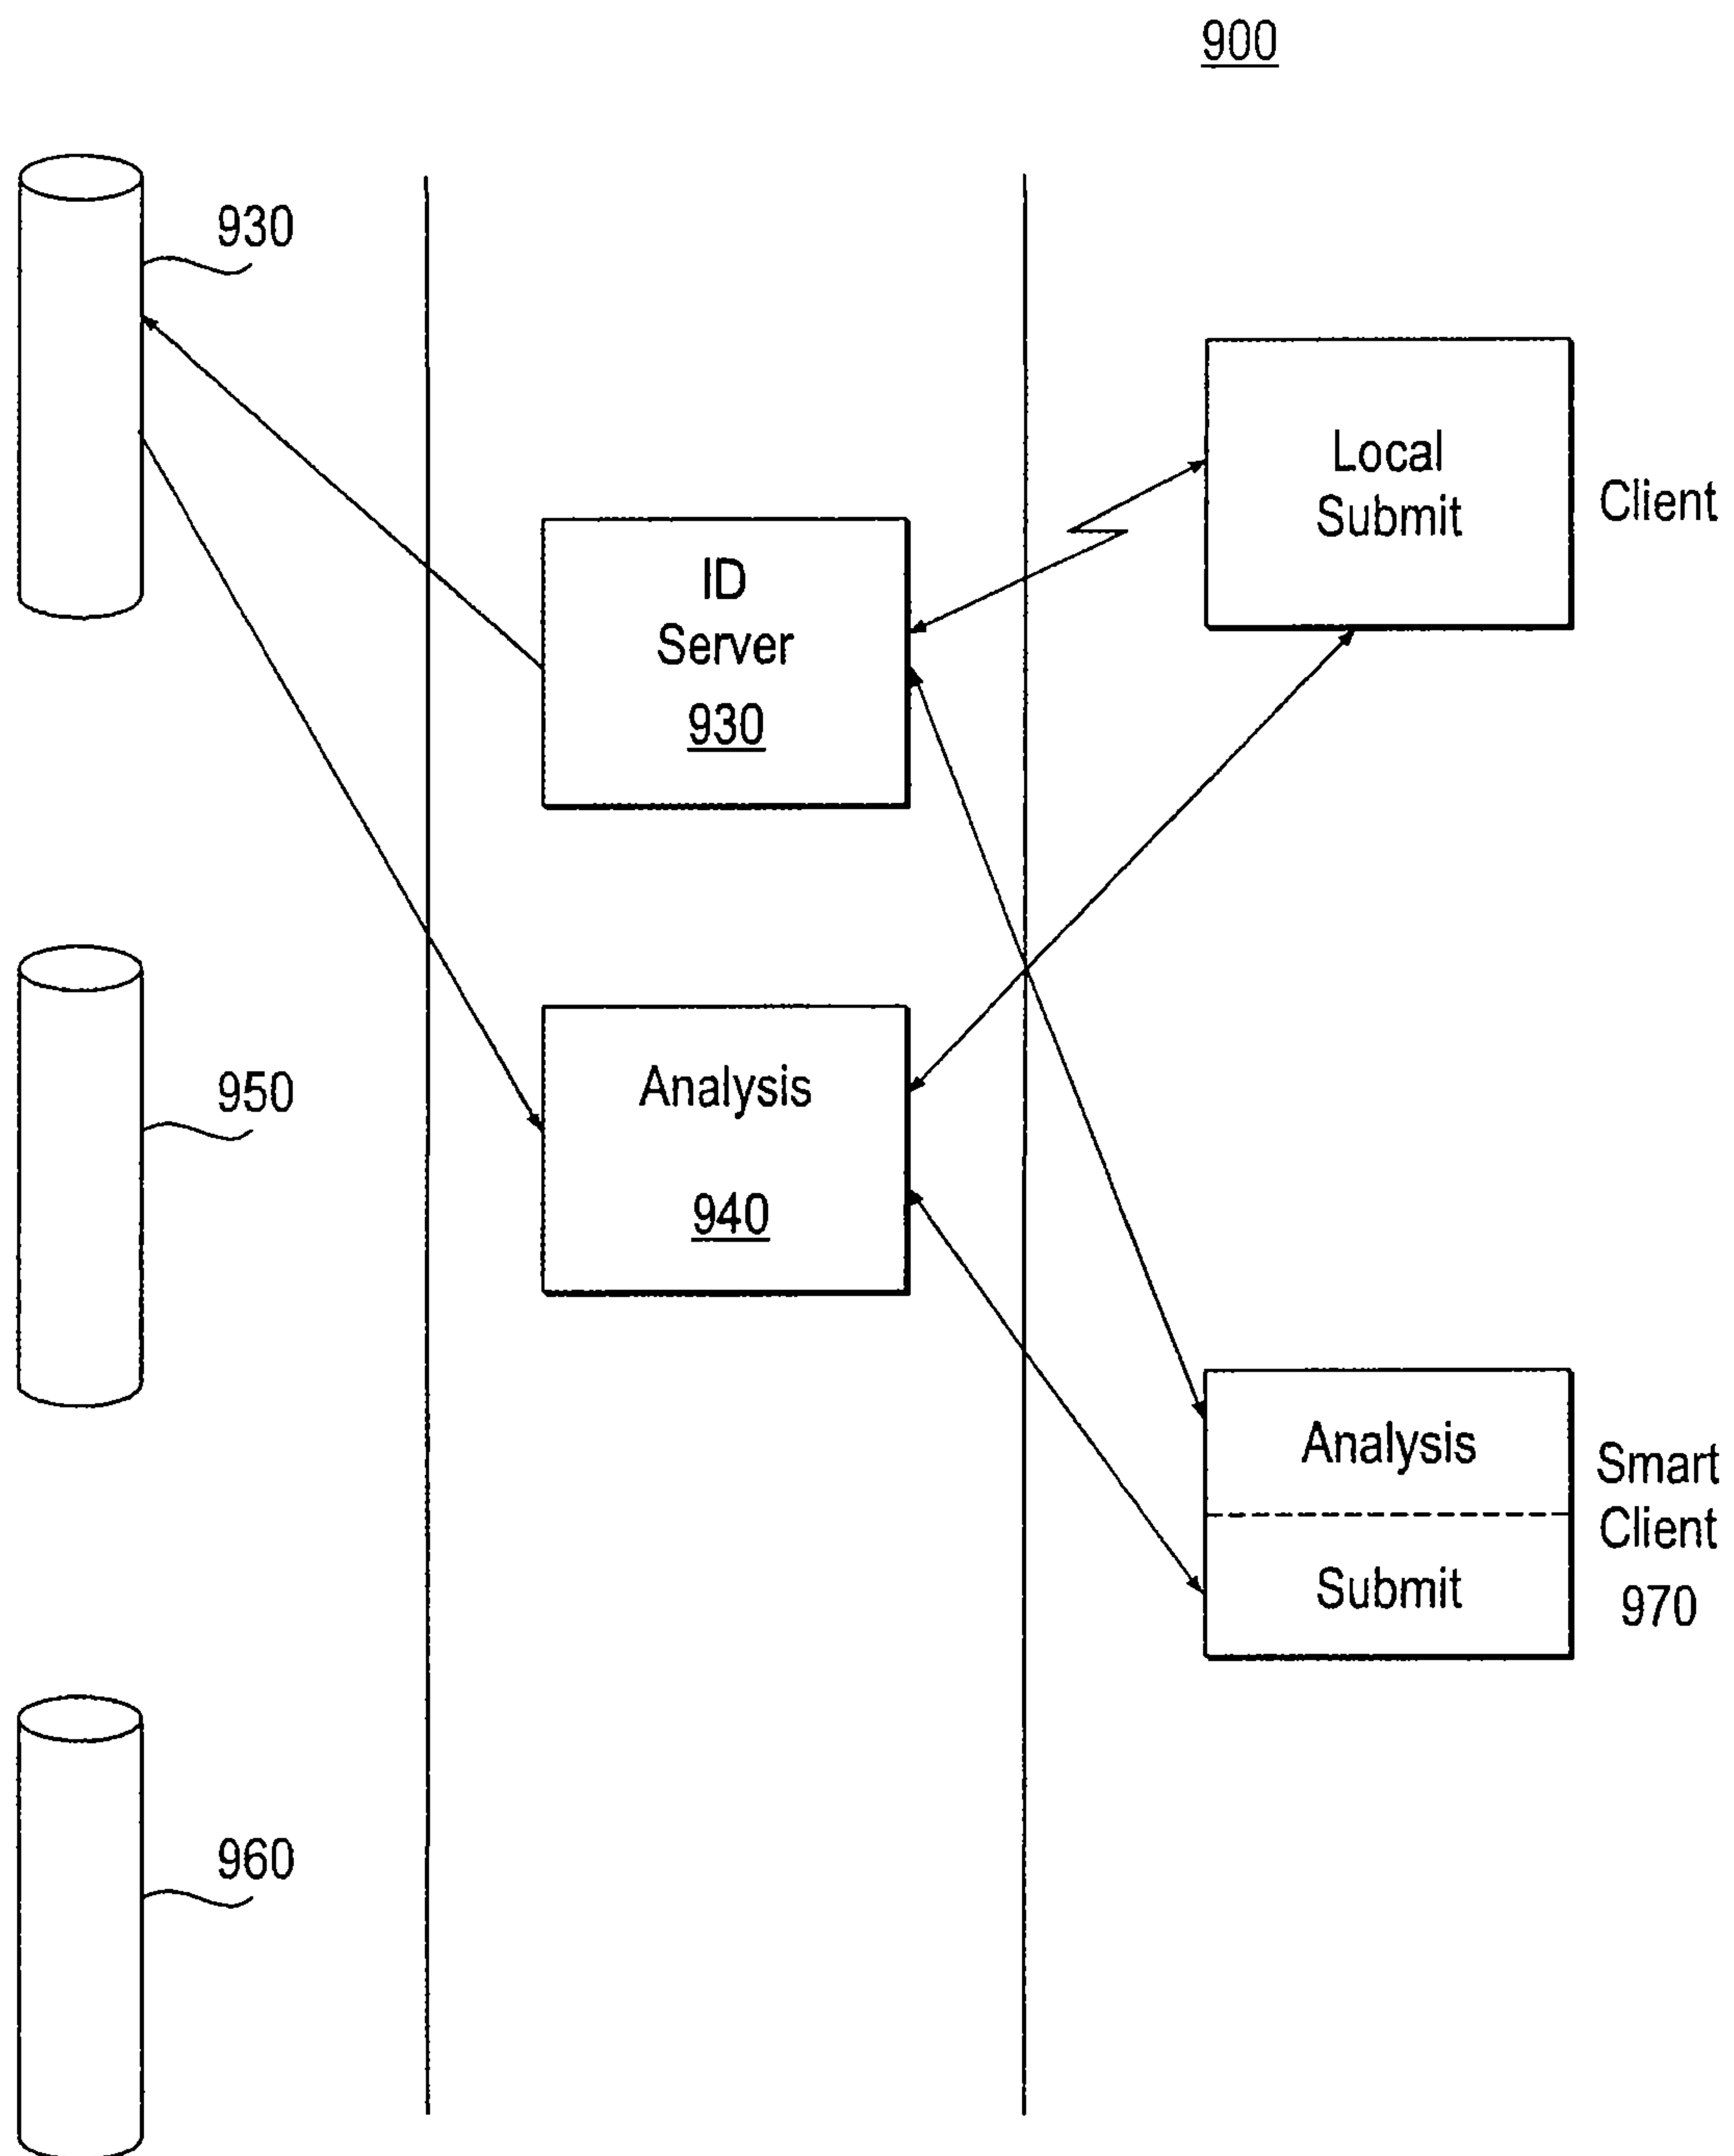 900
930
Local
Submit
Client
ID
Server
930
Analysis
940
950
Analysis
Submit
Smart
Client
970
960